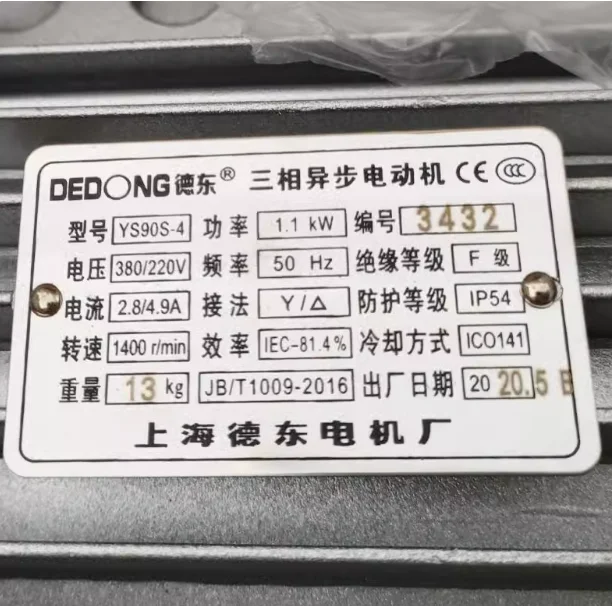 DEDONG德东® 三相异步电动机 CE CCC
型号 YS90S-4 功率 1.1 kW 编号 3432
电压 380/220V 频率 50 Hz 绝缘等级 F 级
电流 2.8/4.9A 接法 Y/△ 防护等级 IP54
转速 1400 r/min 效率 IEC-81.4% 冷却方式 ICO141
重量 13 kg JB/T1009-2016 出厂日期 20 20.5
上海德东电机厂